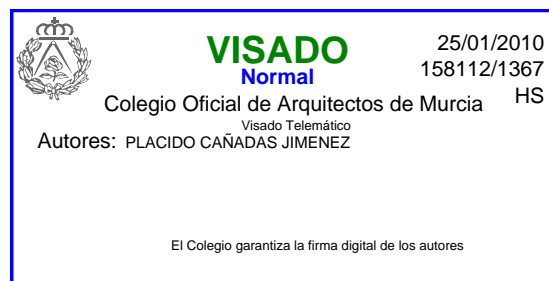 VISADO
25/01/2010
Normal
158112/1367
Colegio Oficial de Arquitectos de Murcia
HS
Visado Telemático
Autores: PLACIDO CAÑADAS JIMENEZ
El Colegio garantiza la firma digital de los autores